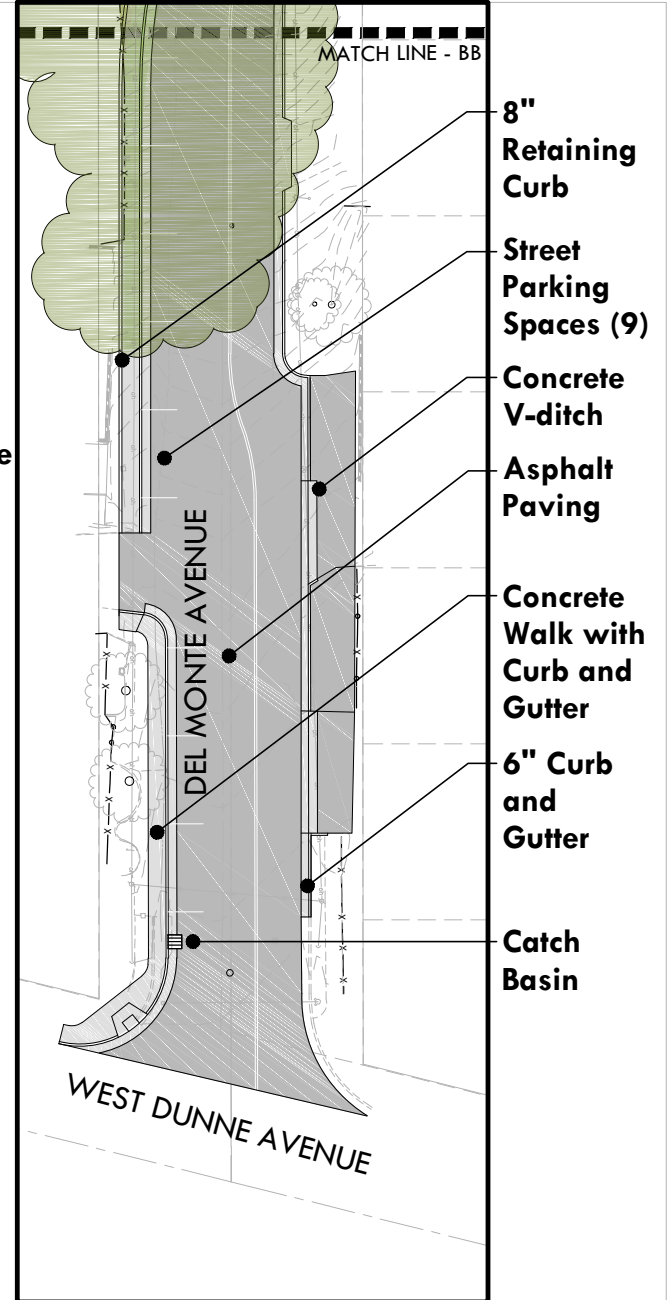 MATCH LINE - BB
8"
Retaining
Curb
Street
Parking
Spaces (9)
Concrete
V-ditch
e
Asphalt
Paving
DEL MONTE AVENUE
Concrete
Walk with
Curb and
Gutter
6" Curb
and
Gutter
Catch
Basin
WEST DUNNE AVENUE